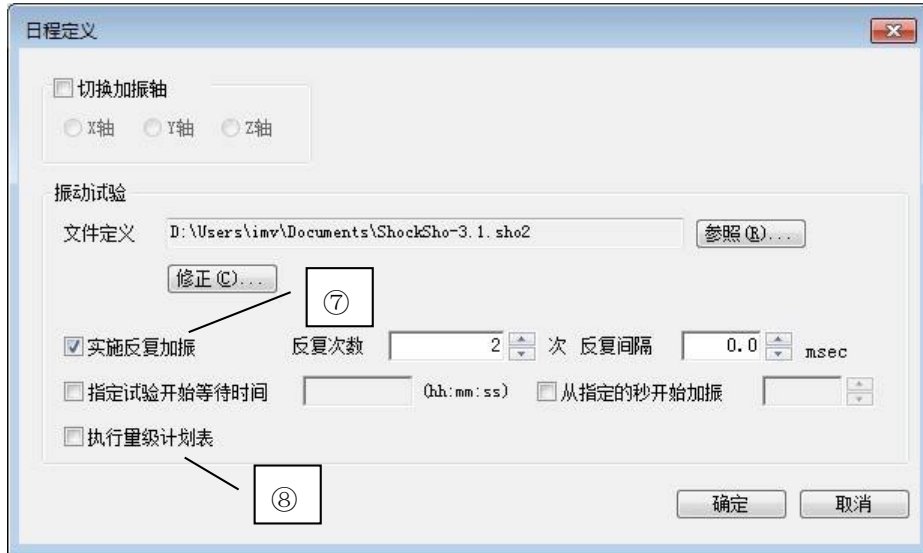 日程定义
切换加振轴
X轴 Y轴 Z轴
振动试验
文件定义 D:\Users\imv\Documents\ShockSho-3.1.sho2 参照(R)...
修正(C)...
⑦
实施反复加振 反复次数 2 次 反复间隔 0.0 msec
指定试验开始等待时间 (hh:mm:ss) 从指定的秒开始加振
执行量级计划表
⑧
确定 取消